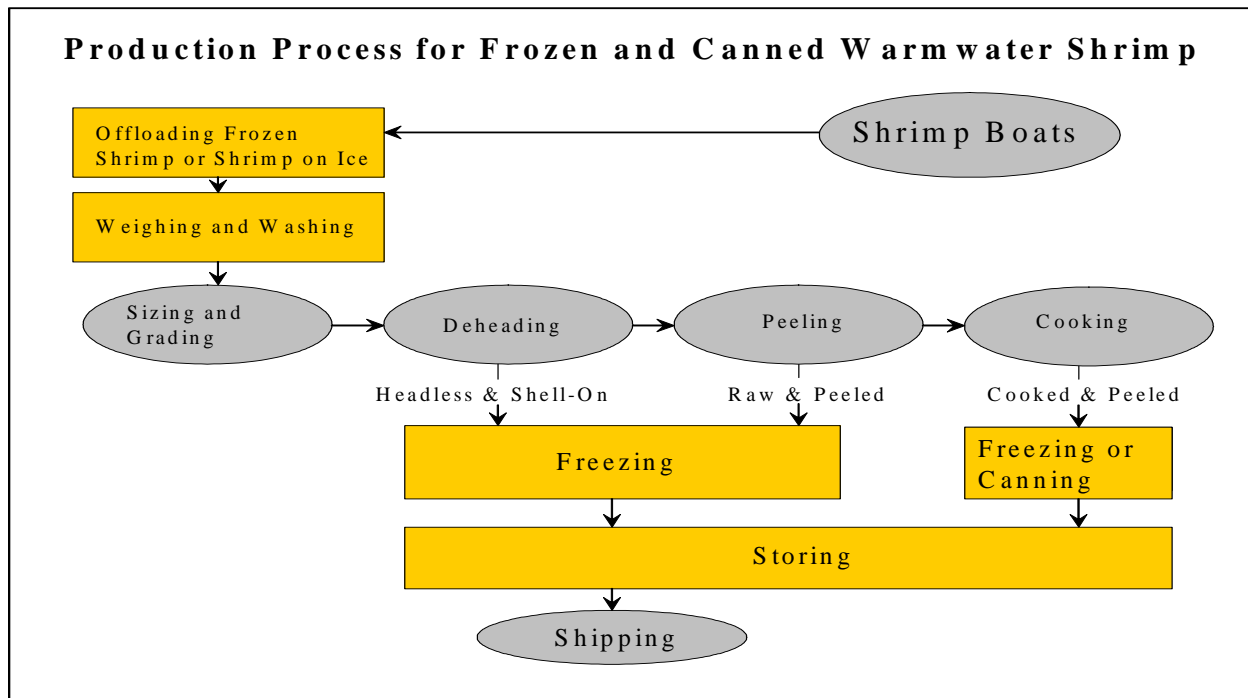 Production Process for Frozen and Canned Warmwater Shrimp
Offloading Frozen
Shrimp or Shrimp on Ice
Shrimp Boats
Weighing and Washing
Sizing and
Grading
Deheading
Peeling
Cooking
Headless & Shell-On
Raw & Peeled
Cooked & Peeled
Freezing
Freezing or
Canning
Storing
Shipping